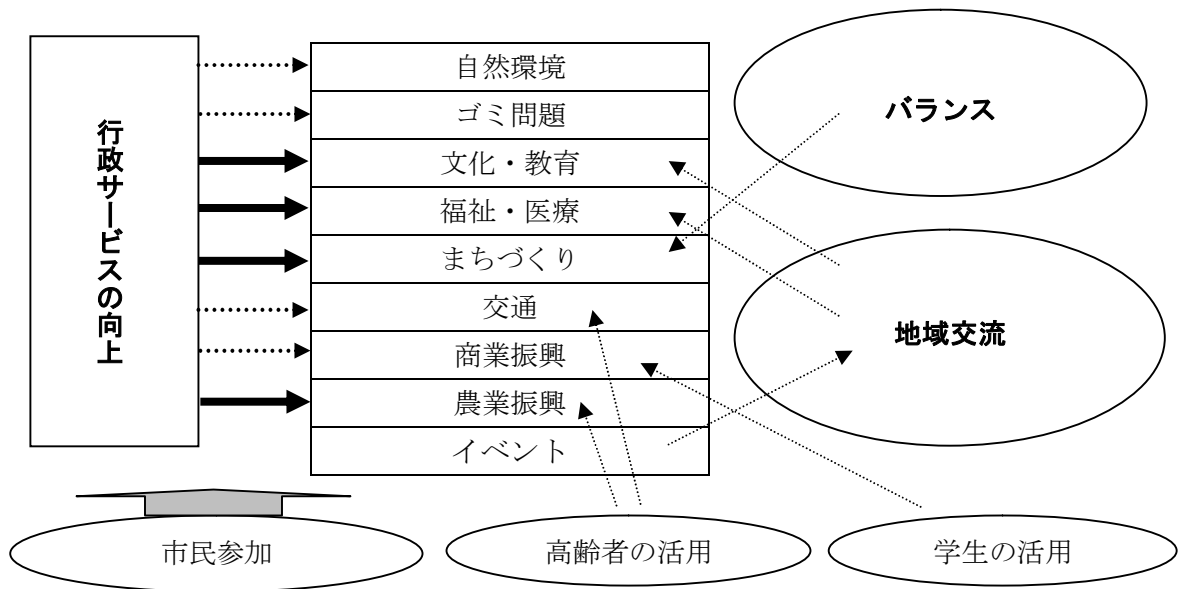 行政サービスの向上
自然環境
ゴミ問題
文化・教育
福祉・医療
まちづくり
交通
商業振興
農業振興
イベント
バランス
地域交流
市民参加
高齢者の活用
学生の活用